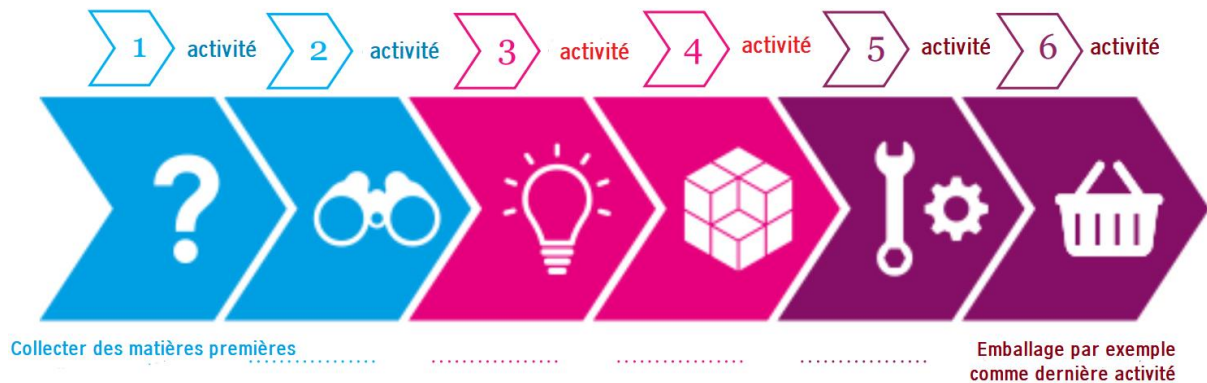 1 activité 2 activité 3 activité 4 activité 5 activité 6 activité
?
Collecter des matières premières ................ ................ ................ ................ Emballage par exemple
comme dernière activité